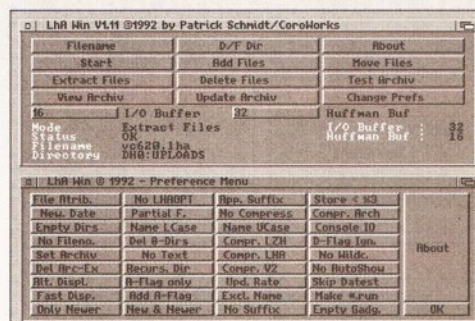 LhA Win V1.11 ©1992 by Patrick Schmidt/CoroWorks
Filename D/F Dir About
Start Add Files Move Files
Extract Files Delete Files Test Archiv
View Archiv Update Archiv Change Prefs
16 I/O Buffer 32 Huffman Buf
Mode Extract Files I/O Buffer : 32
Status OK Huffman Buf : 16
Filename vc620.lha
Directory DH0:UPLOADS
LhA Win © 1992 - Preference Menu
File Atrib. No LHAOPT App. Suffix Store < %3
New. Date Partial F. No Compress Compr. Arch
Empty Dirs Name LCase Name UCase Console IO
No Fileno. Del 0-Dirs Compr. LZH D-Flag Ign.
Set Archiv No Text Compr. LHA No Wildc. About
Del Arc-Ex Recurs. Dir Compr. V2 No AutoShow
Alt. Displ. A-Flag only Upd. Rate Skip Datest
Fast Disp. Add A-Flag Excl. Name Make *.run
Only Newer New & Newer No Suffix Empty Gadg. OK